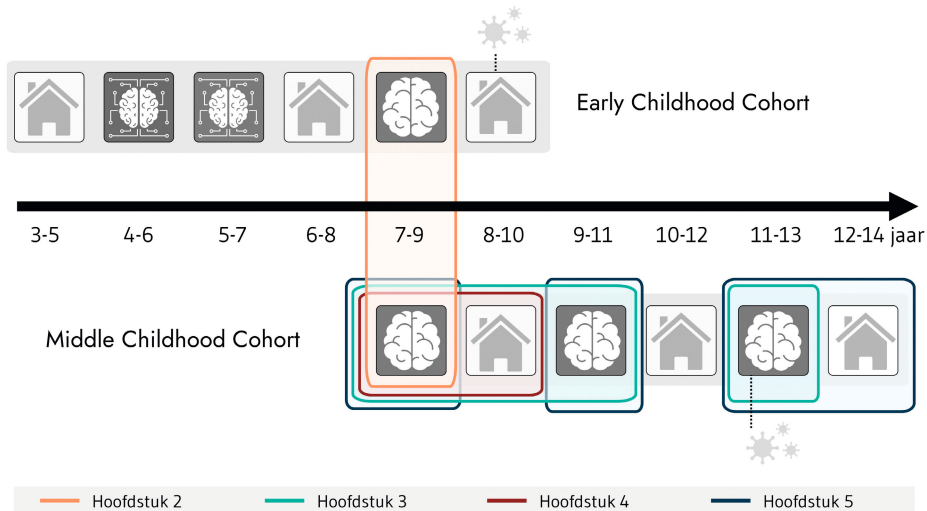 Early Childhood Cohort
3-5 4-6 5-7 6-8 7-9 8-10 9-11 10-12 11-13 12-14 jaar
Middle Childhood Cohort
Hoofdstuk 2 Hoofdstuk 3 Hoofdstuk 4 Hoofdstuk 5